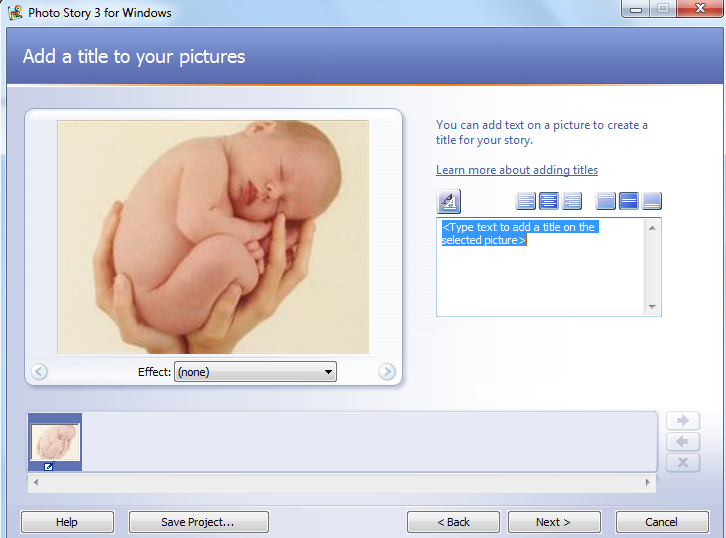 Photo Story 3 for Windows
Add a title to your pictures
You can add text on a picture to create a
title for your story.
Learn more about adding titles
<Type text to add a title on the
selected picture>
Effect: (none)
Help
Save Project...
< Back
Next >
Cancel